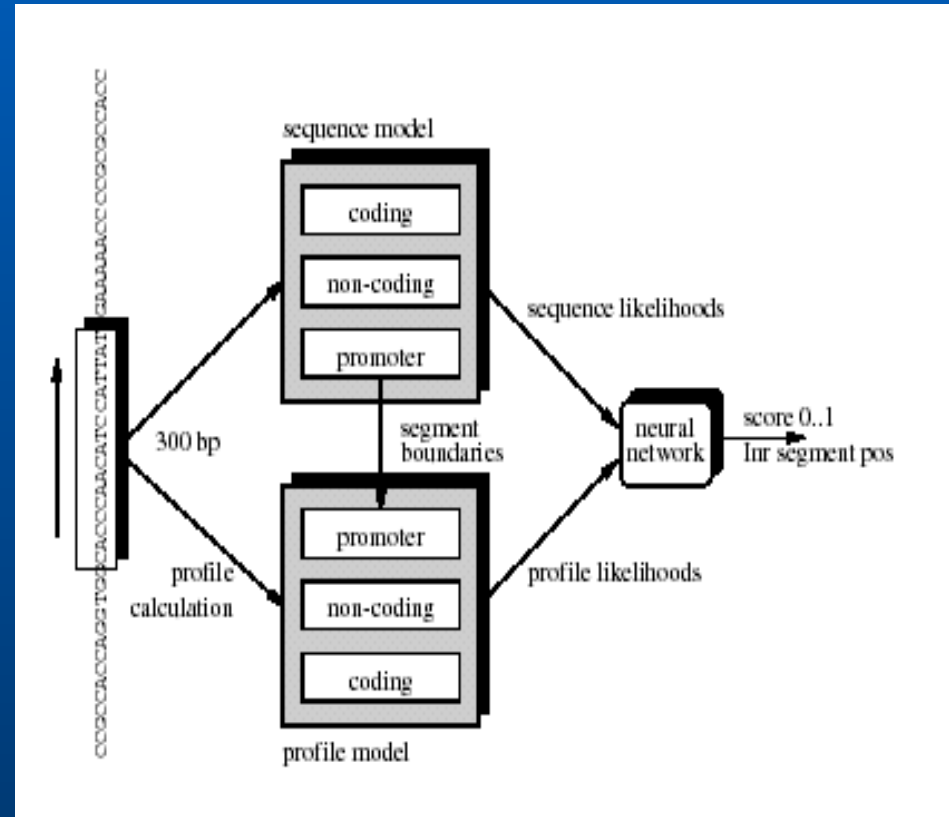 CCGCCACCAGGTGGCACCCAACATCCATTATGAAAAACCCCGCGCCACC
sequence model
coding
non-coding
promoter
300 bp
segment
boundaries
sequence likelihoods
neural
network
score 0..1
Inr segment pos
promoter
non-coding
coding
profile
calculation
profile likelihoods
profile model